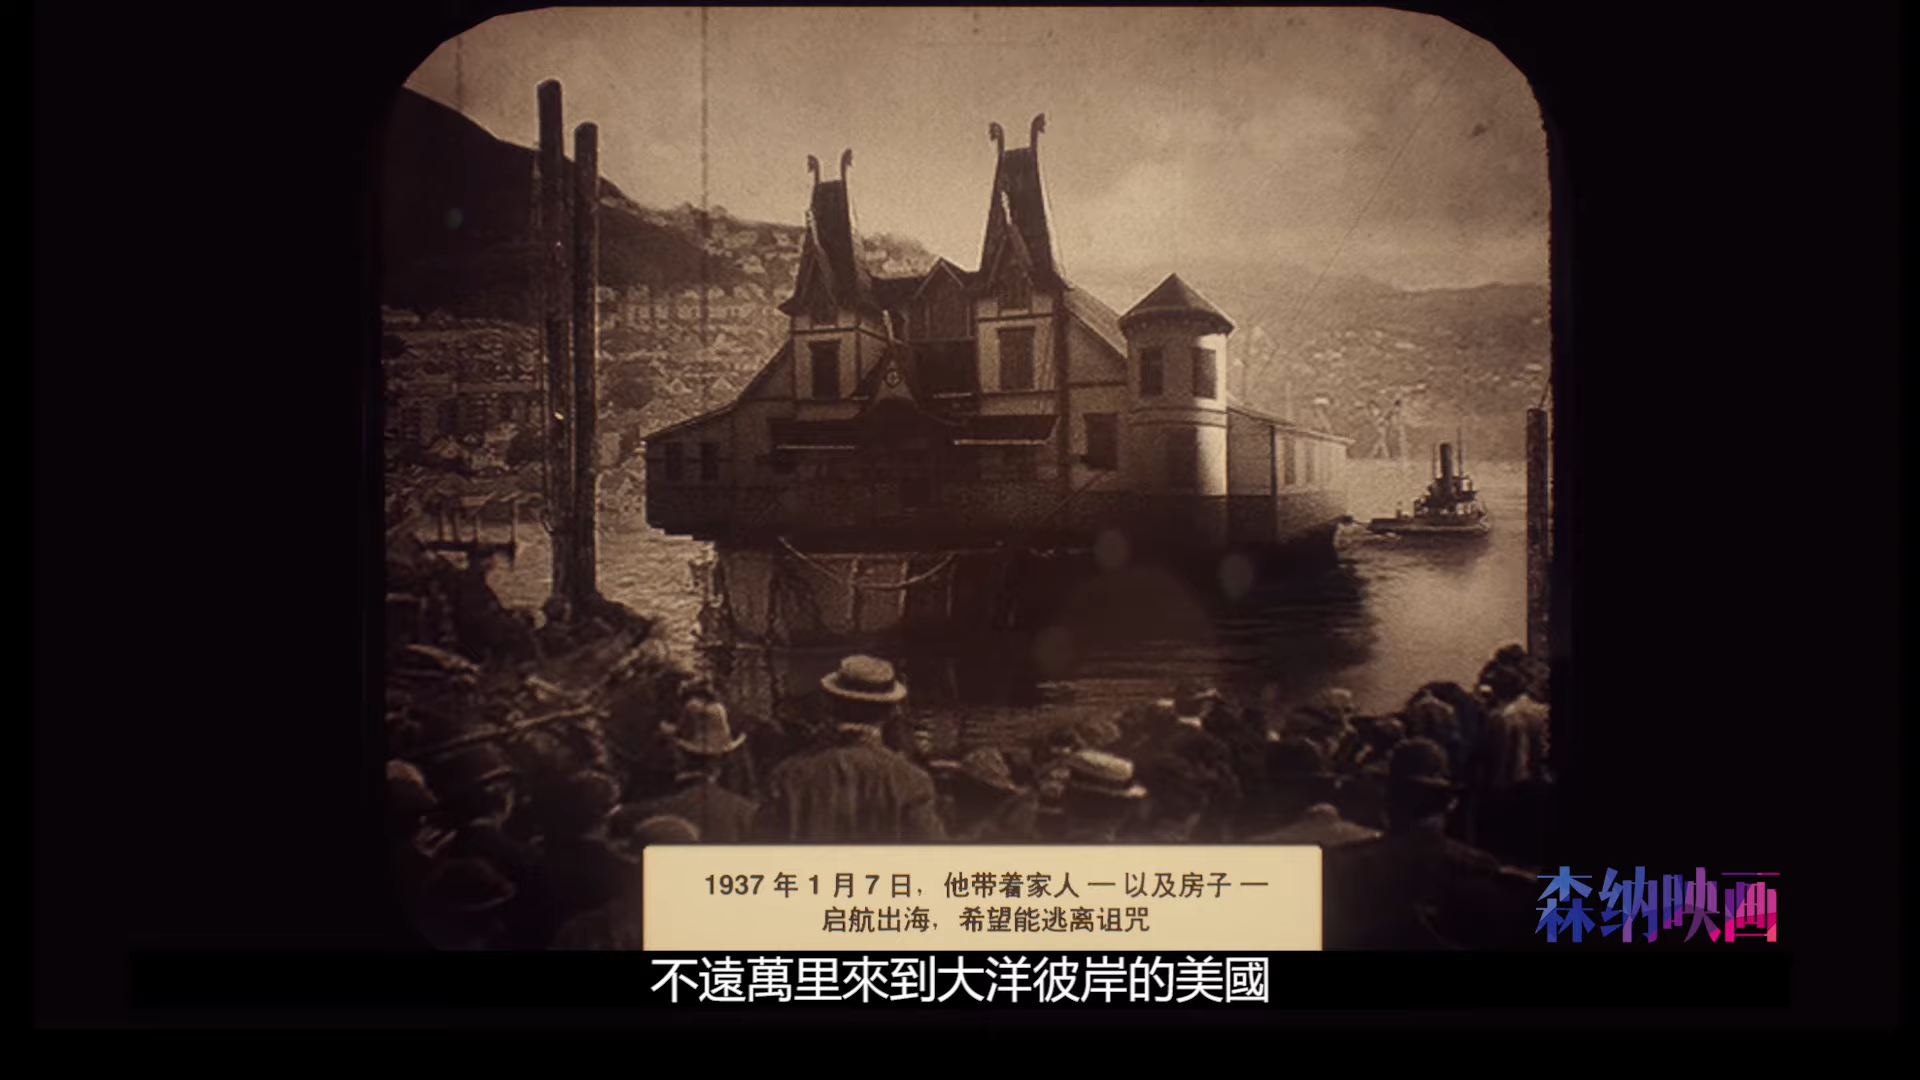 1937 年 1 月 7 日，他带着家人 — 以及房子 —
启航出海，希望能逃离诅咒
森纳映画
不遠萬里來到大洋彼岸的美國